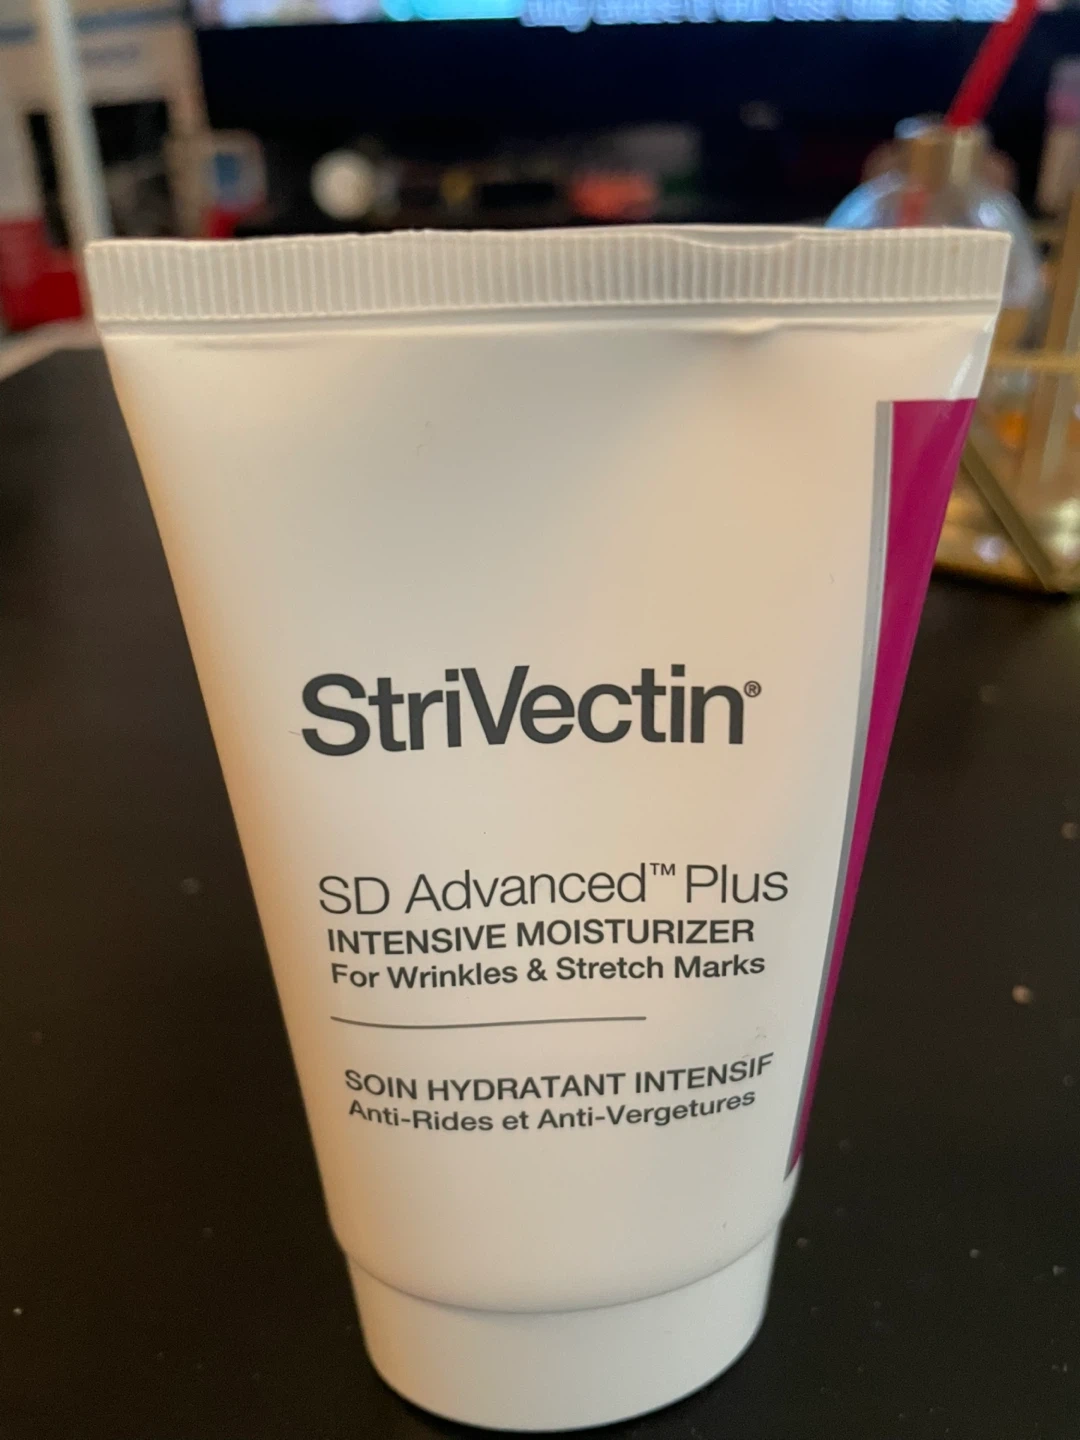 StriVectin®
SD Advanced™ Plus
INTENSIVE MOISTURIZER
For Wrinkles & Stretch Marks
SOIN HYDRATANT INTENSIF
Anti-Rides et Anti-Vergetures